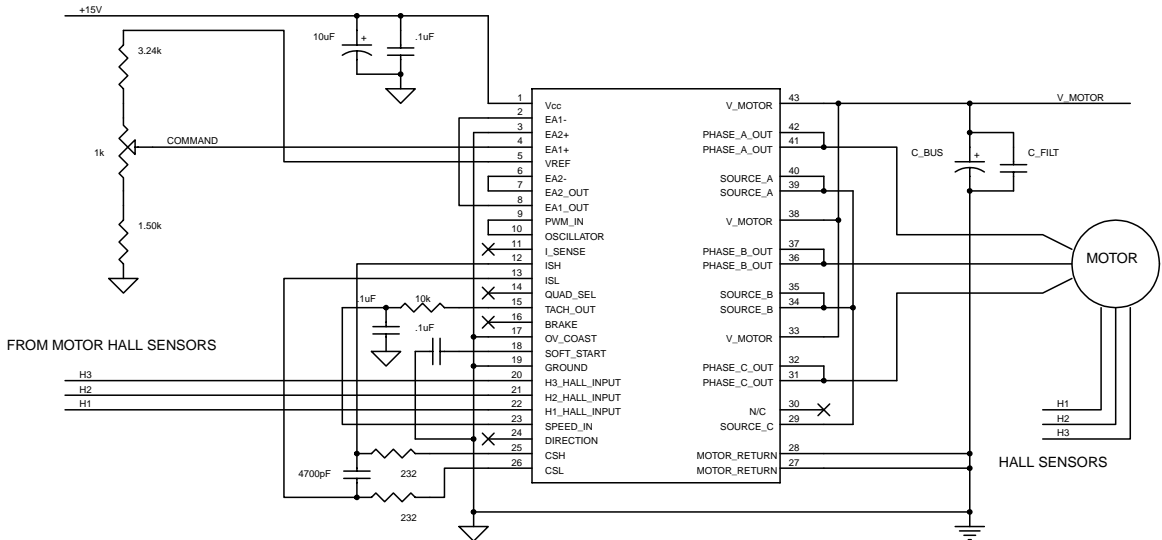 +15V
3.24k
10uF
+
.1uF
1k
COMMAND
1.50k
1 Vcc
2 EA1-
3 EA2+
4 EA1+
5 VREF
6 EA2-
7 EA2_OUT
8 EA1_OUT
9 PWM_IN
10 OSCILLATOR
11 I_SENSE
12 ISH
13 ISL
14 QUAD_SEL
15 TACH_OUT
16 BRAKE
17 OV_COAST
18 SOFT_START
19 GROUND
20 H3_HALL_INPUT
21 H2_HALL_INPUT
22 H1_HALL_INPUT
23 SPEED_IN
24 DIRECTION
25 CSH
26 CSL
V_MOTOR 43
PHASE_A_OUT 42
PHASE_A_OUT 41
SOURCE_A 40
SOURCE_A 39
V_MOTOR 38
PHASE_B_OUT 37
PHASE_B_OUT 36
SOURCE_B 35
SOURCE_B 34
V_MOTOR 33
PHASE_C_OUT 32
PHASE_C_OUT 31
N/C 30
SOURCE_C 29
MOTOR_RETURN 28
MOTOR_RETURN 27
V_MOTOR
C_BUS
+
C_FILT
MOTOR
.1uF
10k
.1uF
FROM MOTOR HALL SENSORS
H3
H2
H1
4700pF
232
232
H1
H2
H3
HALL SENSORS